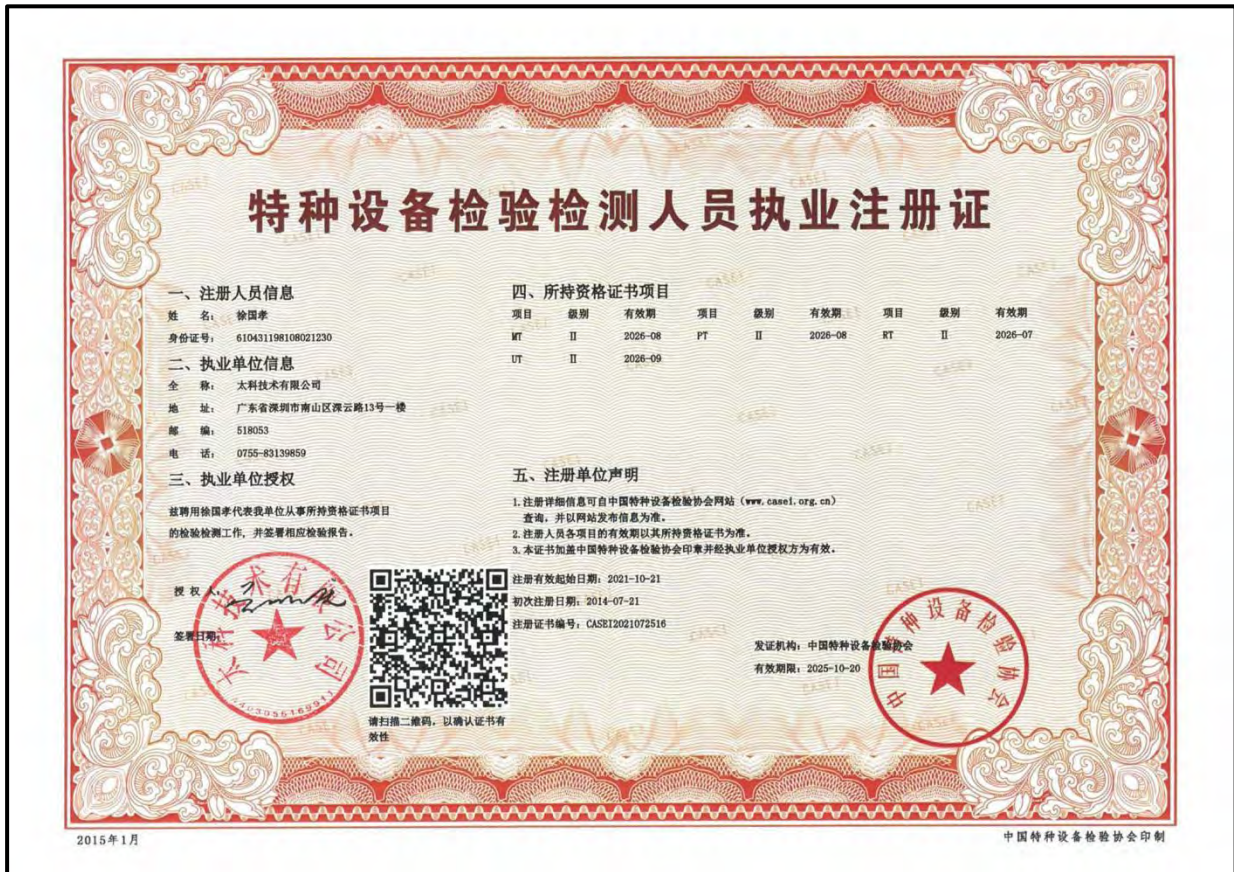 特种设备检验检测人员执业注册证
一、注册人员信息
姓 名: 徐国孝
身份证号: 610431198108021230
二、执业单位信息
全 称: 太科技术有限公司
地 址: 广东省深圳市南山区深云路13号一楼
邮 编: 518053
电 话: 0755-83139859
三、执业单位授权
兹聘用徐国孝代表我单位从事所持资格证书项目
的检验检测工作，并签署相应检验报告。
授 权 人:
签署日期:
太科技术有限公司
请扫描二维码，以确认证书有
效性
四、所持资格证书项目
项目 级别 有效期 项目 级别 有效期 项目 级别 有效期
MT II 2026-08 PT II 2026-08 RT II 2026-07
UT II 2026-09
五、注册单位声明
1.注册详细信息可自中国特种设备检验协会网站（www.casei.org.cn）
查询，并以网站发布信息为准。
2.注册人员各项目的有效期以其所持资格证书为准。
3.本证书加盖中国特种设备检验协会印章并经执业单位授权方为有效。
注册有效起始日期: 2021-10-21
初次注册日期: 2014-07-21
注册证书编号: CASEI2021072516
发证机构: 中国特种设备检验协会
有效期限: 2025-10-20
中国特种设备检验协会
2015年1月
中国特种设备检验协会印制